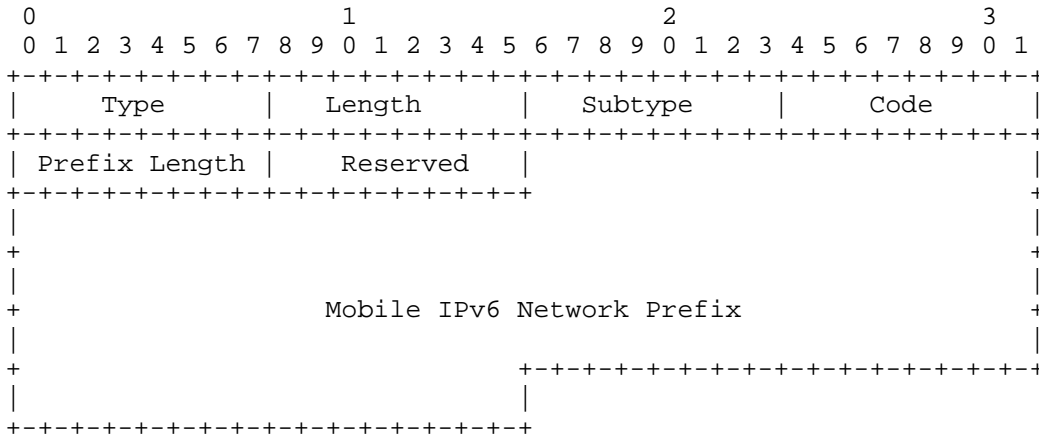 0                   1                   2                   3
 0 1 2 3 4 5 6 7 8 9 0 1 2 3 4 5 6 7 8 9 0 1 2 3 4 5 6 7 8 9 0 1
+-+-+-+-+-+-+-+-+-+-+-+-+-+-+-+-+-+-+-+-+-+-+-+-+-+-+-+-+-+-+-+-+
|     Type      |   Length      |   Subtype     |     Code      |
+-+-+-+-+-+-+-+-+-+-+-+-+-+-+-+-+-+-+-+-+-+-+-+-+-+-+-+-+-+-+-+-+
| Prefix Length |    Reserved   |                               |
+-+-+-+-+-+-+-+-+-+-+-+-+-+-+-+-+                               +
|                                                               |
+                                                               +
|                                                               |
+                   Mobile IPv6 Network Prefix                  +
|                                                               |
+                               +-+-+-+-+-+-+-+-+-+-+-+-+-+-+-+-+
|                               |
+-+-+-+-+-+-+-+-+-+-+-+-+-+-+-+-+